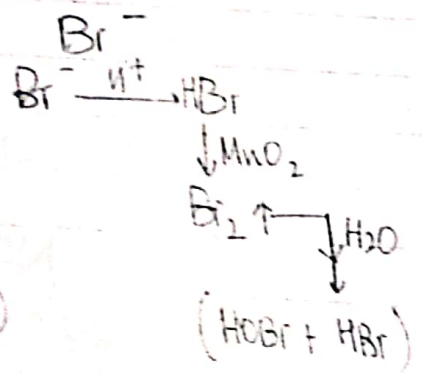 Br⁻
Br⁻ H⁺ → HBr
↓ MnO₂
Br₂ ↑ H₂O
(HOBr + HBr)